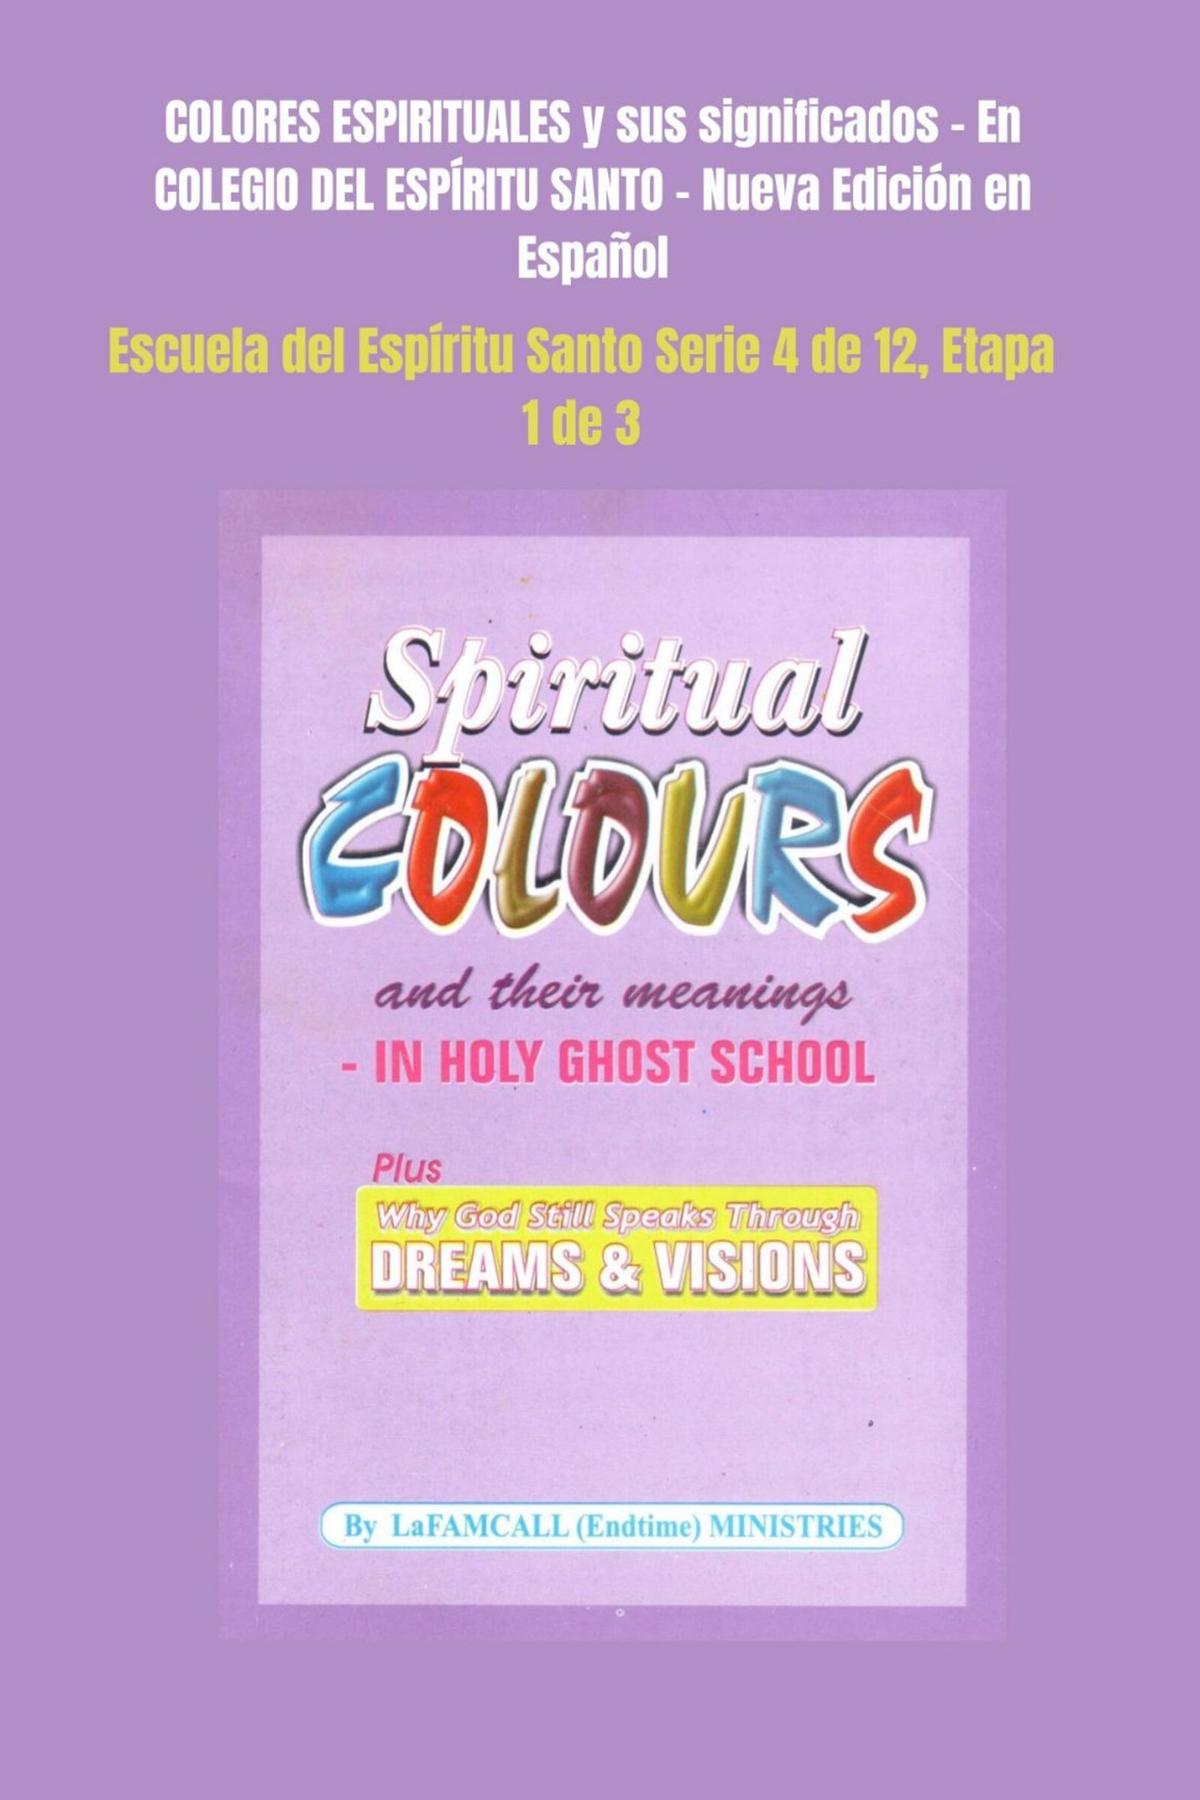 COLORES ESPIRITUALES y sus significados - En
COLEGIO DEL ESPÍRITU SANTO - Nueva Edición en
Español
Escuela del Espíritu Santo Serie 4 de 12, Etapa
1 de 3
Spiritual
COLOURS
and their meanings
- IN HOLY GHOST SCHOOL
Plus
Why God Still Speaks Through
DREAMS & VISIONS
By LaFAMCALL (Endtime) MINISTRIES